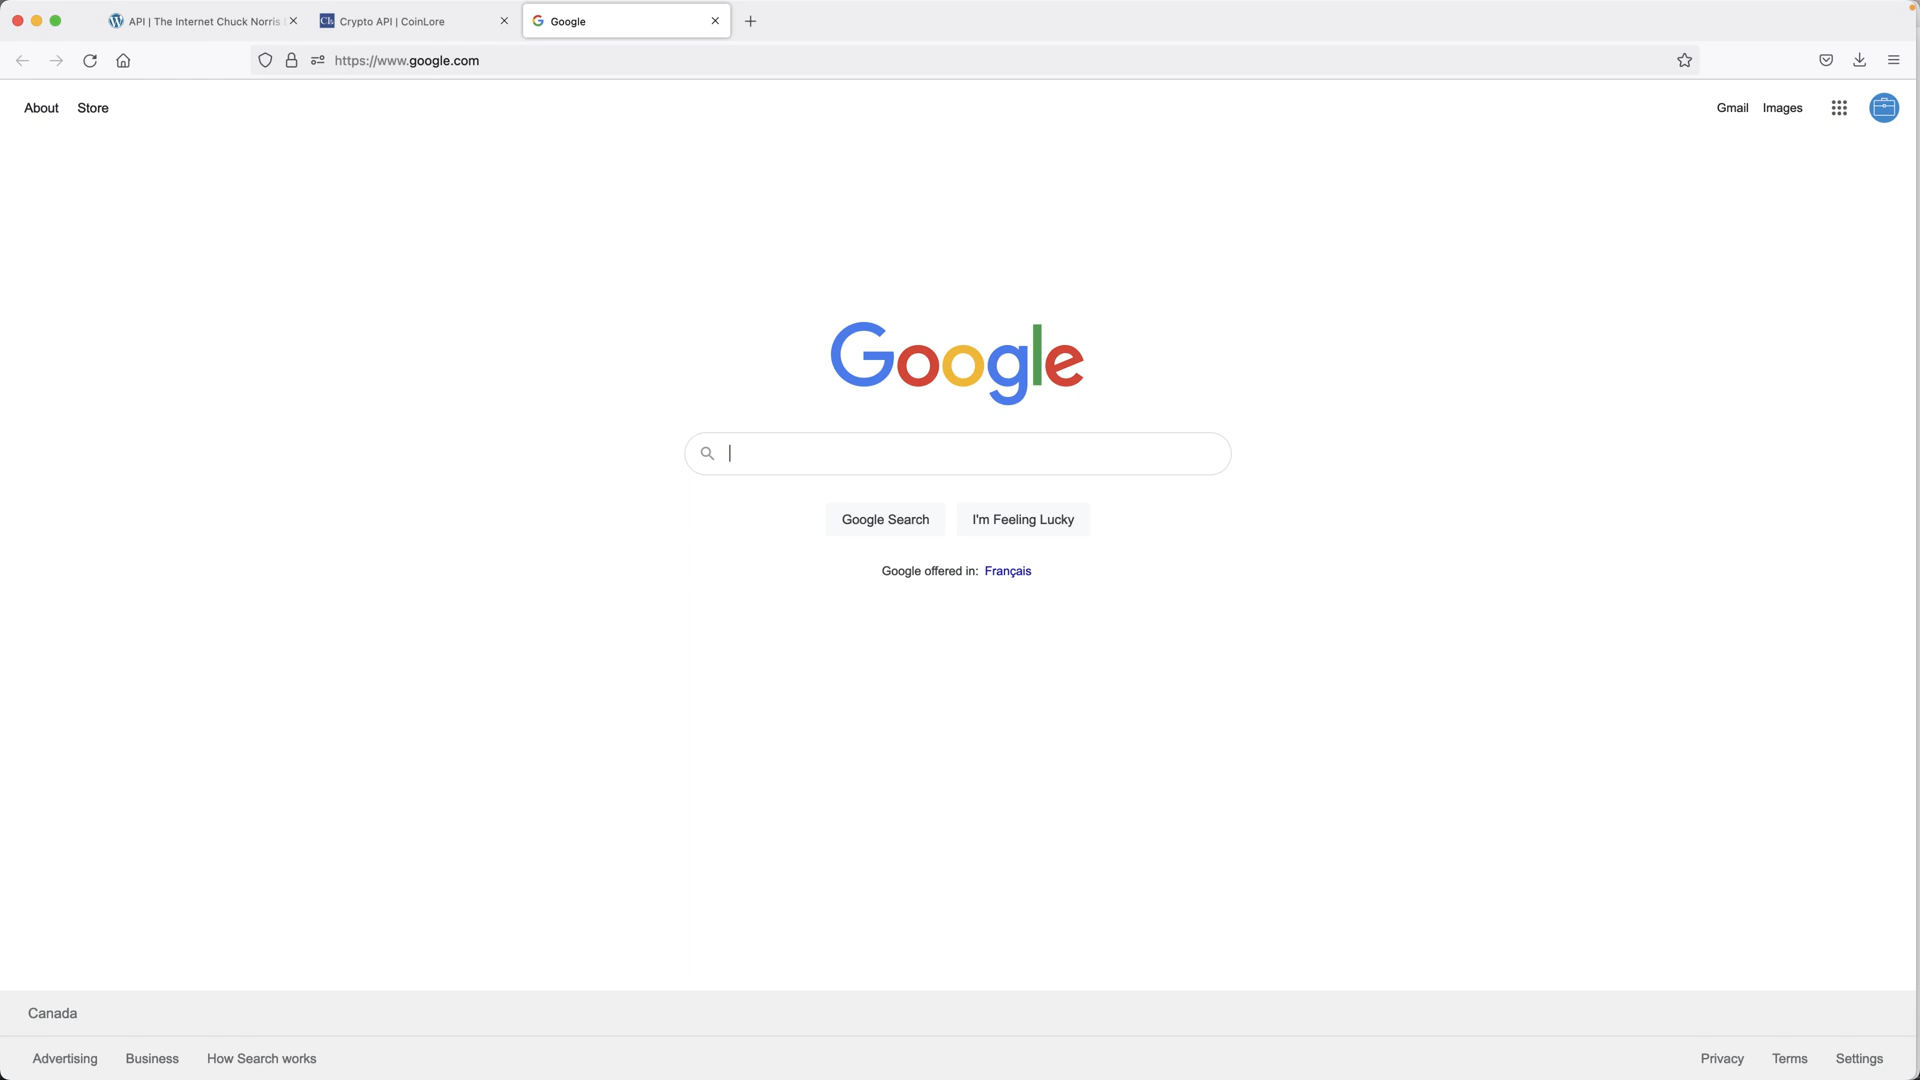 API | The Internet Chuck Norris
Crypto API | CoinLore
Google
https://www.google.com
About
Store
Gmail
Images
Google
Google Search
I'm Feeling Lucky
Google offered in: Français
Canada
Advertising
Business
How Search works
Privacy
Terms
Settings